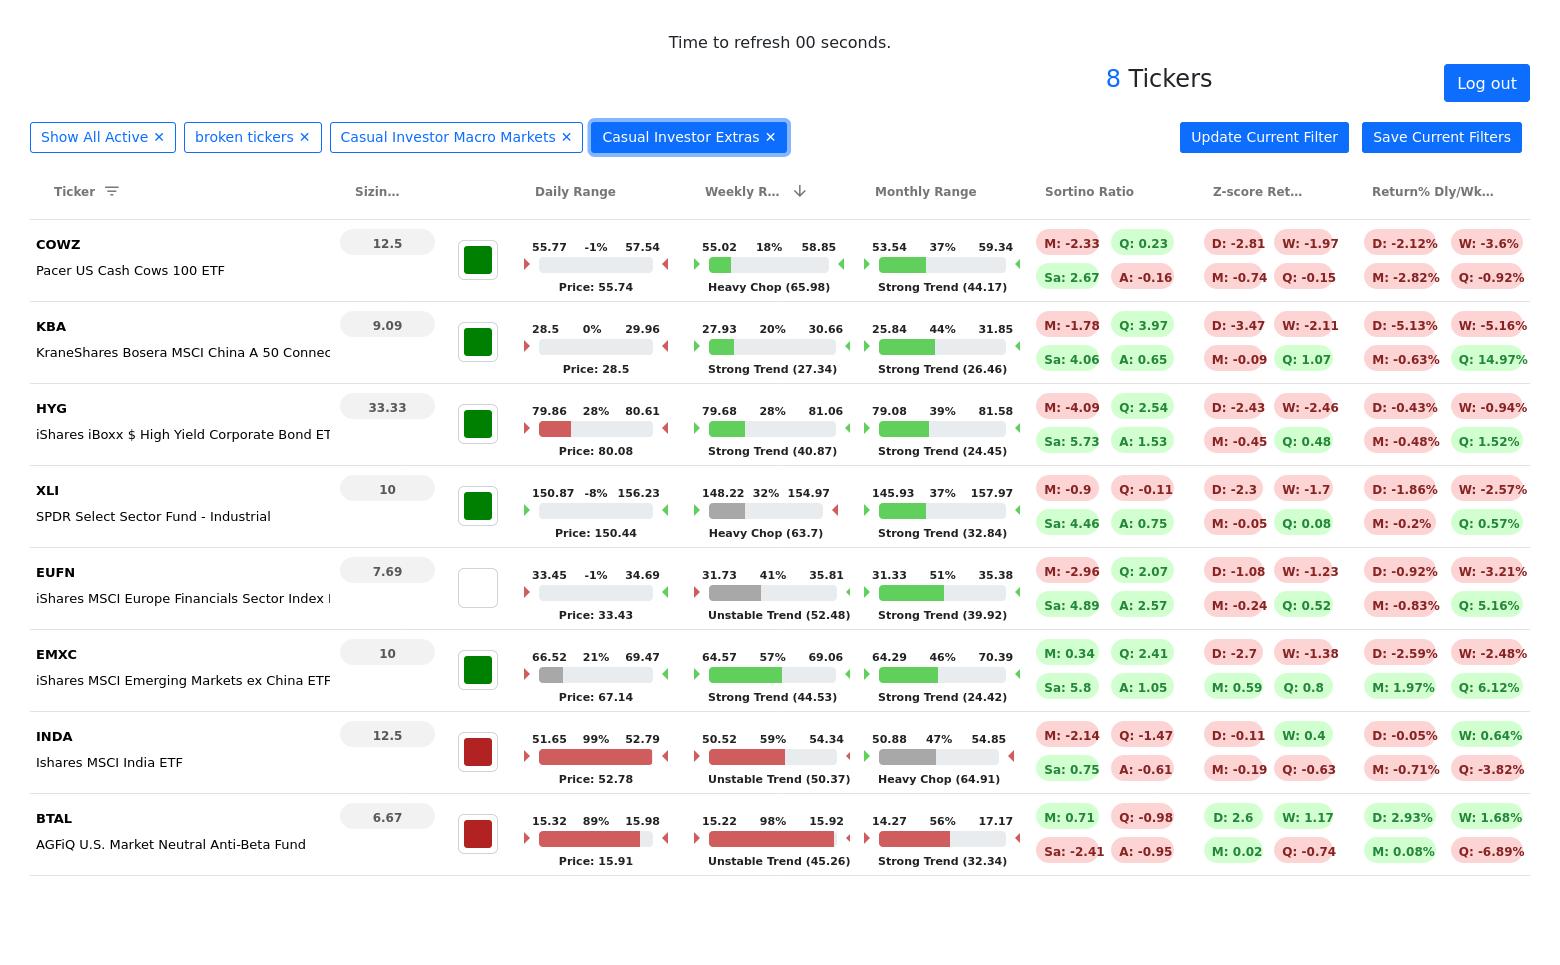 Time to refresh 00 seconds.
8 Tickers
Log out
Show All Active ✕ broken tickers ✕ Casual Investor Macro Markets ✕ Casual Investor Extras ✕ Update Current Filter Save Current Filters
Ticker Sizin... Daily Range Weekly R... Monthly Range Sortino Ratio Z-score Ret... Return% Dly/Wk...
COWZ 12.5 55.77 -1% 57.54 55.02 18% 58.85 53.54 37% 59.34 M: -2.33 Q: 0.23 D: -2.81 W: -1.97 D: -2.12% W: -3.6%
Pacer US Cash Cows 100 ETF Price: 55.74 Heavy Chop (65.98) Strong Trend (44.17) Sa: 2.67 A: -0.16 M: -0.74 Q: -0.15 M: -2.82% Q: -0.92%
KBA 9.09 28.5 0% 29.96 27.93 20% 30.66 25.84 44% 31.85 M: -1.78 Q: 3.97 D: -3.47 W: -2.11 D: -5.13% W: -5.16%
KraneShares Bosera MSCI China A 50 Connec Price: 28.5 Strong Trend (27.34) Strong Trend (26.46) Sa: 4.06 A: 0.65 M: -0.09 Q: 1.07 M: -0.63% Q: 14.97%
HYG 33.33 79.86 28% 80.61 79.68 28% 81.06 79.08 39% 81.58 M: -4.09 Q: 2.54 D: -2.43 W: -2.46 D: -0.43% W: -0.94%
iShares iBoxx $ High Yield Corporate Bond ET Price: 80.08 Strong Trend (40.87) Strong Trend (24.45) Sa: 5.73 A: 1.53 M: -0.45 Q: 0.48 M: -0.48% Q: 1.52%
XLI 10 150.87 -8% 156.23 148.22 32% 154.97 145.93 37% 157.97 M: -0.9 Q: -0.11 D: -2.3 W: -1.7 D: -1.86% W: -2.57%
SPDR Select Sector Fund - Industrial Price: 150.44 Heavy Chop (63.7) Strong Trend (32.84) Sa: 4.46 A: 0.75 M: -0.05 Q: 0.08 M: -0.2% Q: 0.57%
EUFN 7.69 33.45 -1% 34.69 31.73 41% 35.81 31.33 51% 35.38 M: -2.96 Q: 2.07 D: -1.08 W: -1.23 D: -0.92% W: -3.21%
iShares MSCI Europe Financials Sector Index Price: 33.43 Unstable Trend (52.48) Strong Trend (39.92) Sa: 4.89 A: 2.57 M: -0.24 Q: 0.52 M: -0.83% Q: 5.16%
EMXC 10 66.52 21% 69.47 64.57 57% 69.06 64.29 46% 70.39 M: 0.34 Q: 2.41 D: -2.7 W: -1.38 D: -2.59% W: -2.48%
iShares MSCI Emerging Markets ex China ETF Price: 67.14 Strong Trend (44.53) Strong Trend (24.42) Sa: 5.8 A: 1.05 M: 0.59 Q: 0.8 M: 1.97% Q: 6.12%
INDA 12.5 51.65 99% 52.79 50.52 59% 54.34 50.88 47% 54.85 M: -2.14 Q: -1.47 D: -0.11 W: 0.4 D: -0.05% W: 0.64%
Ishares MSCI India ETF Price: 52.78 Unstable Trend (50.37) Heavy Chop (64.91) Sa: 0.75 A: -0.61 M: -0.19 Q: -0.63 M: -0.71% Q: -3.82%
BTAL 6.67 15.32 89% 15.98 15.22 98% 15.92 14.27 56% 17.17 M: 0.71 Q: -0.98 D: 2.6 W: 1.17 D: 2.93% W: 1.68%
AGFiQ U.S. Market Neutral Anti-Beta Fund Price: 15.91 Unstable Trend (45.26) Strong Trend (32.34) Sa: -2.41 A: -0.95 M: 0.02 Q: -0.74 M: 0.08% Q: -6.89%